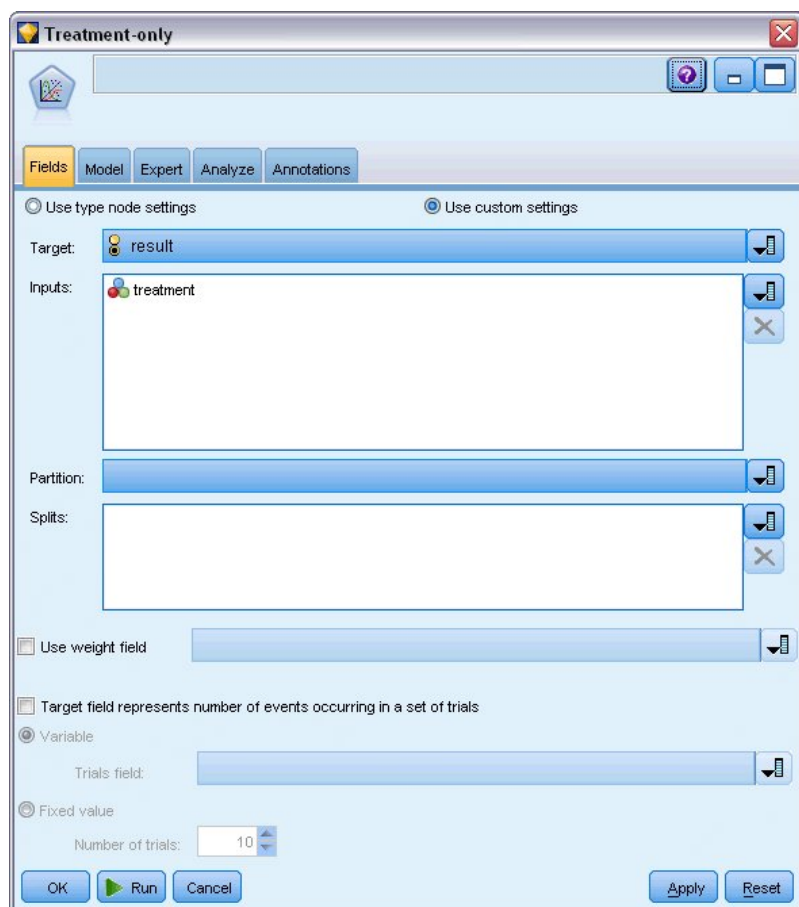 Treatment-only
Fields Model Expert Analyze Annotations
Use type node settings Use custom settings
Target: result
Inputs: treatment
Partition:
Splits:
Use weight field
Target field represents number of events occurring in a set of trials
Variable
Trials field:
Fixed value
Number of trials: 10
OK Run Cancel Apply Reset